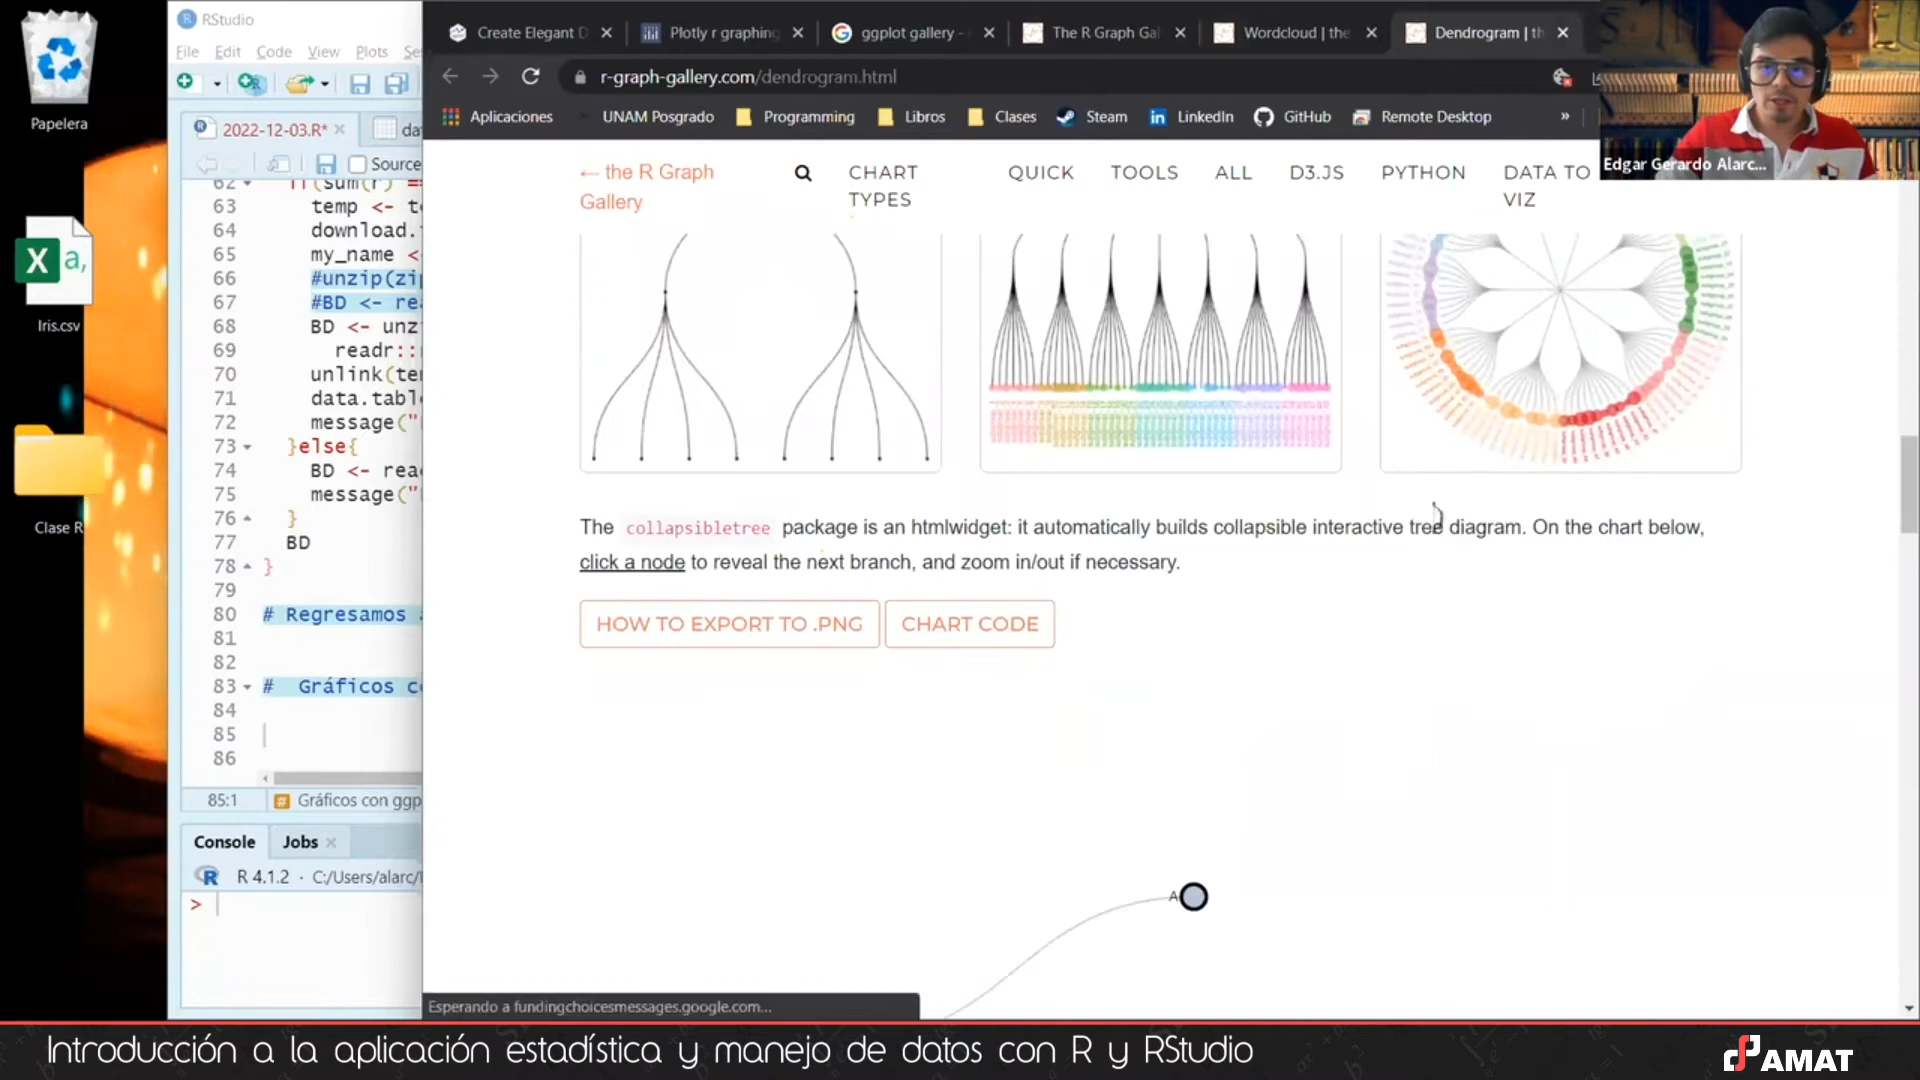 Papelera
Iris.csv
Clase R
RStudio
File Edit Code View Plots
2022-12-03.R*
Source
62
63 temp <-
64 download.
65 my_name
66 #unzip(zip
67 #BD <- rea
68 BD <- unz
69 readr::
70 unlink(tem
71 data.table
72 message("
73 }else{
74 BD <- rea
75 message("
76 }
77 BD
78 }
79
80 # Regresamos
81
82
83 # Gráficos
84
85
86
85:1 Gráficos con ggp
Console Jobs
R 4.1.2 · C:/Users/alarc/
>
Create Elegant D
Plotly r graphing
ggplot gallery -
The R Graph Gal
Wordcloud | the
Dendrogram | th
r-graph-gallery.com/dendrogram.html
Aplicaciones UNAM Posgrado Programming Libros Clases Steam LinkedIn GitHub Remote Desktop »
Edgar Gerardo Alarc...
← the R Graph
Gallery
CHART
TYPES
QUICK TOOLS ALL D3.JS PYTHON
DATA TO
VIZ
The collapsibletree package is an htmlwidget: it automatically builds collapsible interactive tree diagram. On the chart below,
click a node to reveal the next branch, and zoom in/out if necessary.
HOW TO EXPORT TO .PNG CHART CODE
A
Esperando a fundingchoicesmessages.google.com...
Introducción a la aplicación estadística y manejo de datos con R y RStudio
AMAT